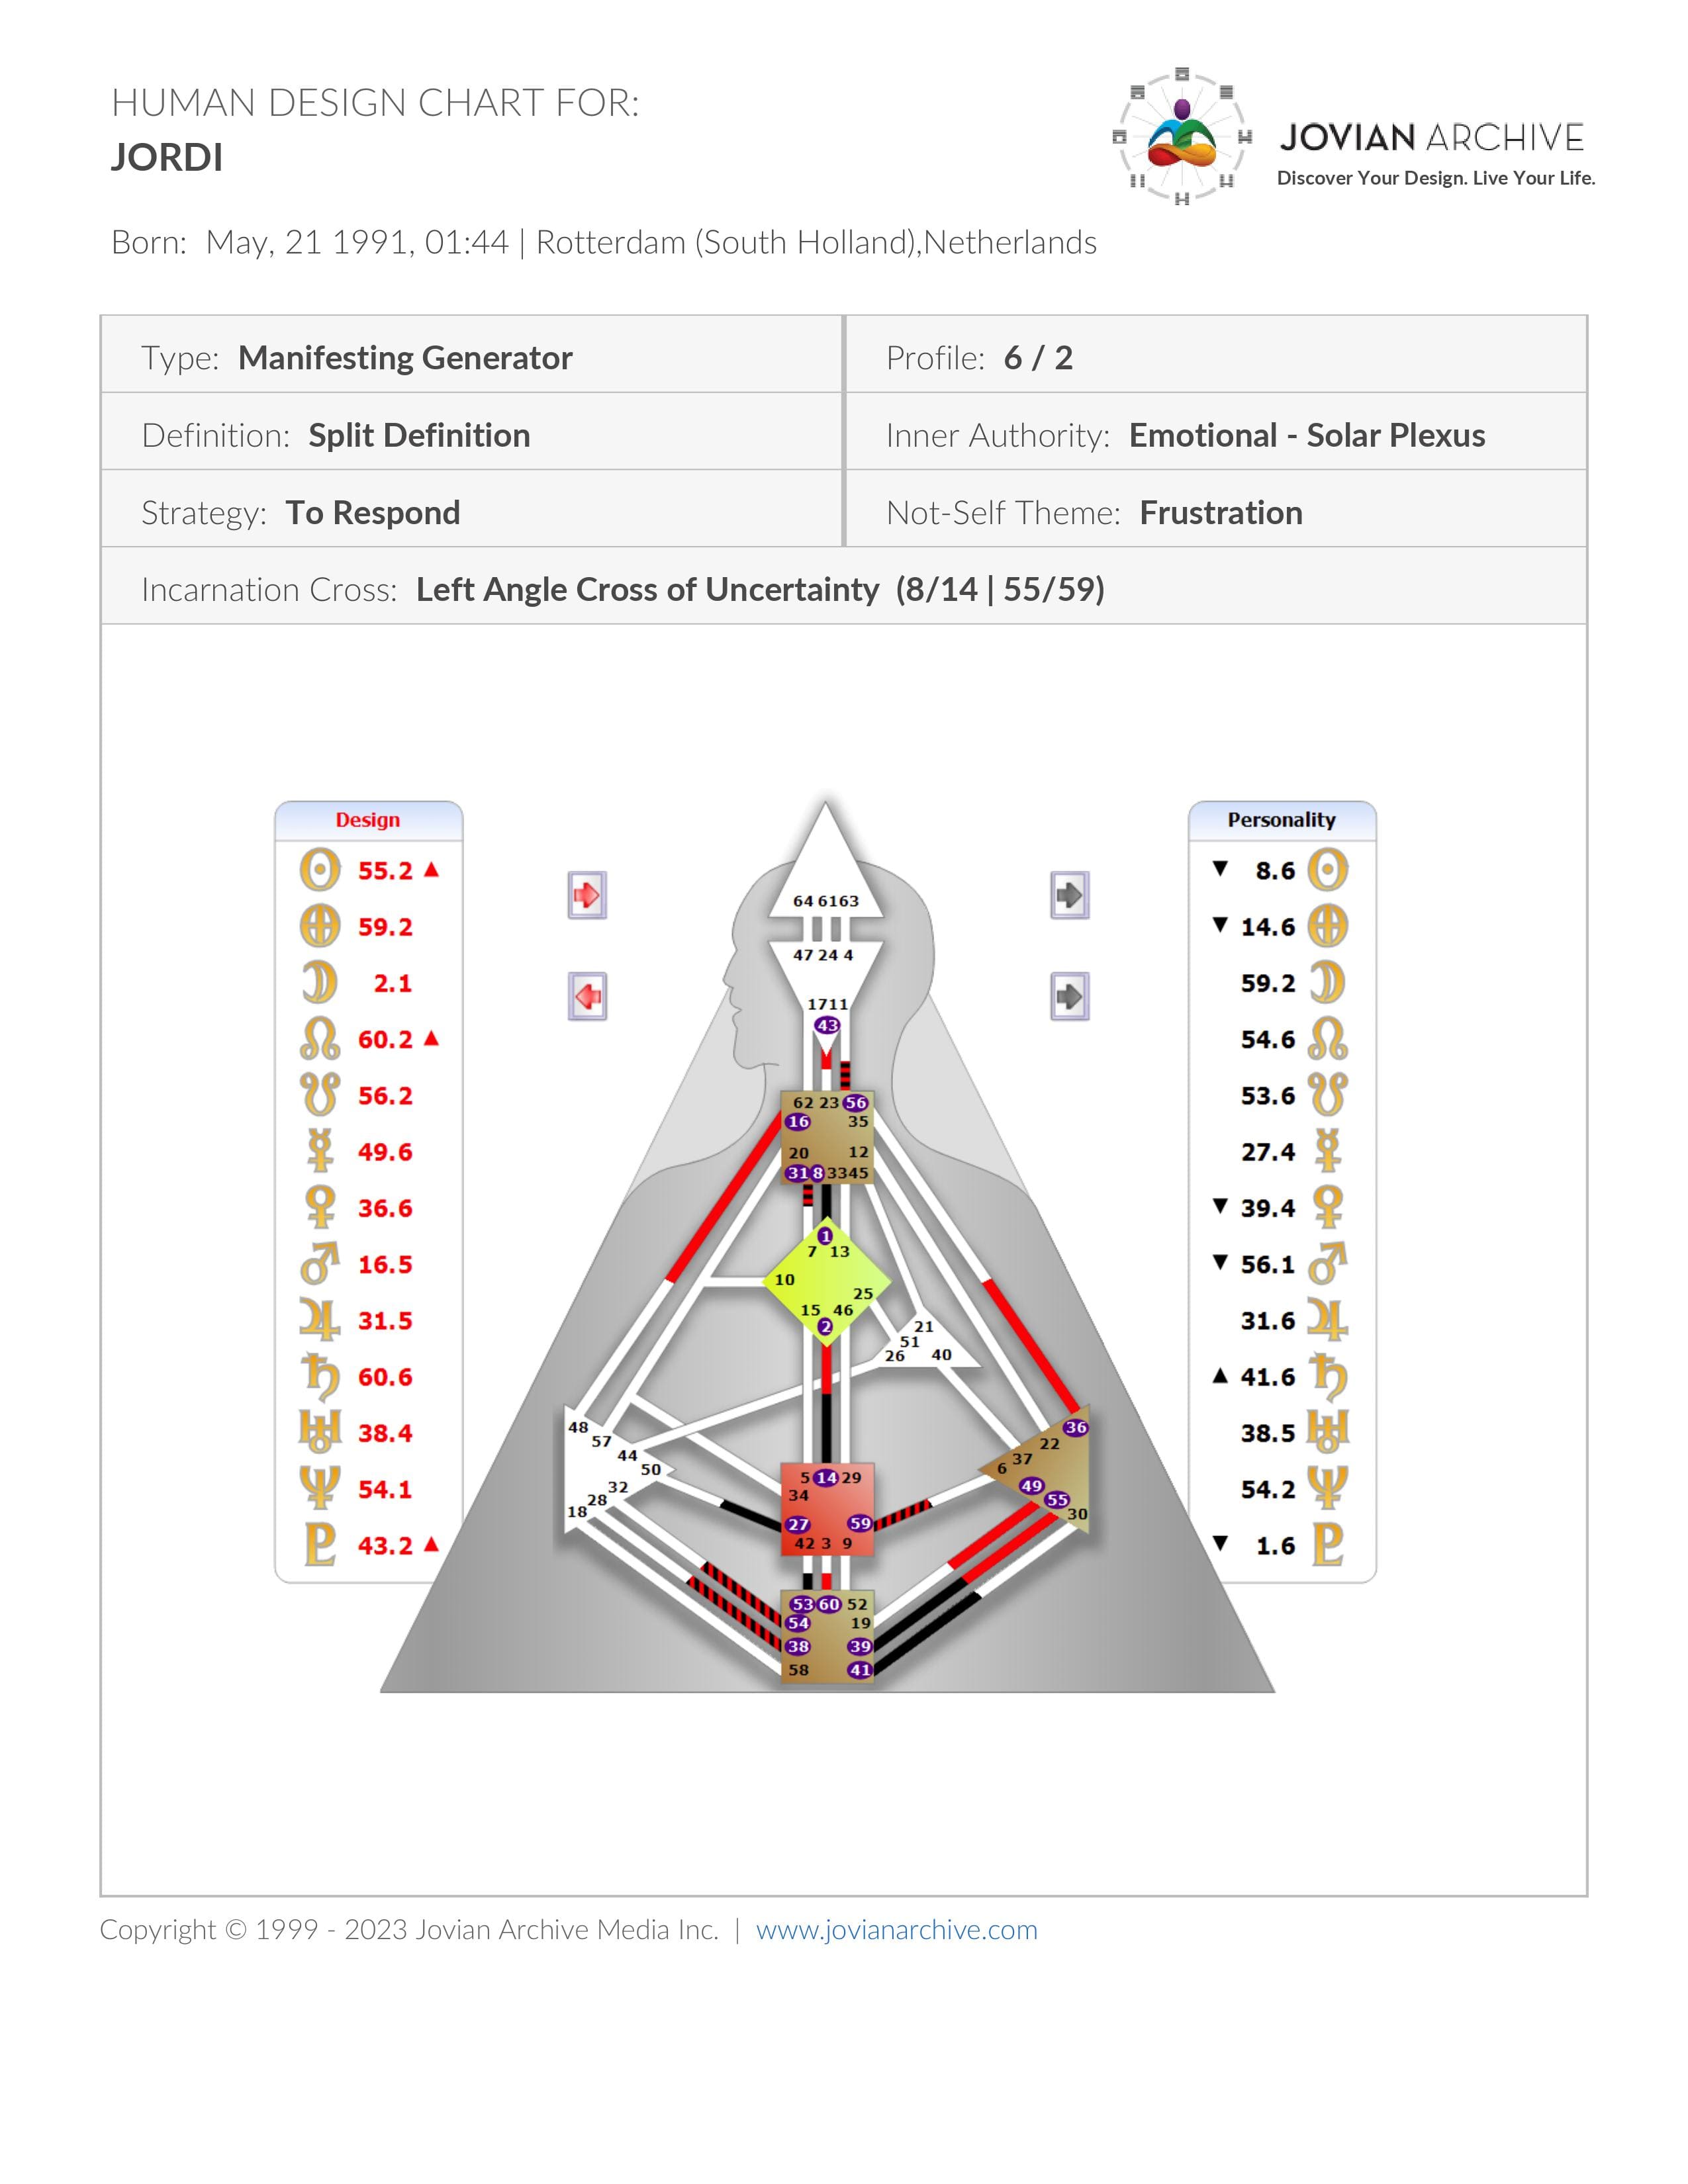 HUMAN DESIGN CHART FOR:
JORDI
JOVIAN ARCHIVE
Discover Your Design. Live Your Life.
Born: May, 21 1991, 01:44 | Rotterdam (South Holland),Netherlands
Type: Manifesting Generator
Profile: 6 / 2
Definition: Split Definition
Inner Authority: Emotional - Solar Plexus
Strategy: To Respond
Not-Self Theme: Frustration
Incarnation Cross: Left Angle Cross of Uncertainty (8/14 | 55/59)
Design
55.2
59.2
2.1
60.2
56.2
49.6
36.6
16.5
31.5
60.6
38.4
54.1
43.2
64 61 63
47 24 4
17 11
43
62 23 56
16 35
20 12
31 8 33 45
1
7 13
10
25
15 46
2
21
51
26 40
48
57
44
50
32
28
18
36
22
37
6
49
55
30
5 14 29
34
27 59
42 3 9
53 60 52
54 19
38 39
58 41
Personality
8.6
14.6
59.2
54.6
53.6
27.4
39.4
56.1
31.6
41.6
38.5
54.2
1.6
Copyright © 1999 - 2023 Jovian Archive Media Inc. | www.jovianarchive.com